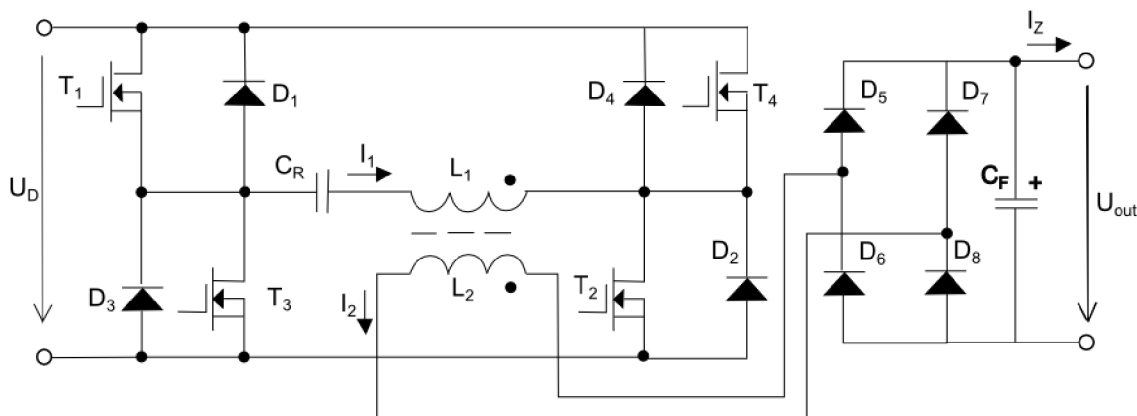 I_Z
T_1
D_1
D_4
T_4
D_5
D_7
C_R
I_1
L_1
U_D
C_F
+
U_out
D_3
T_3
I_2
L_2
T_2
D_2
D_6
D_8